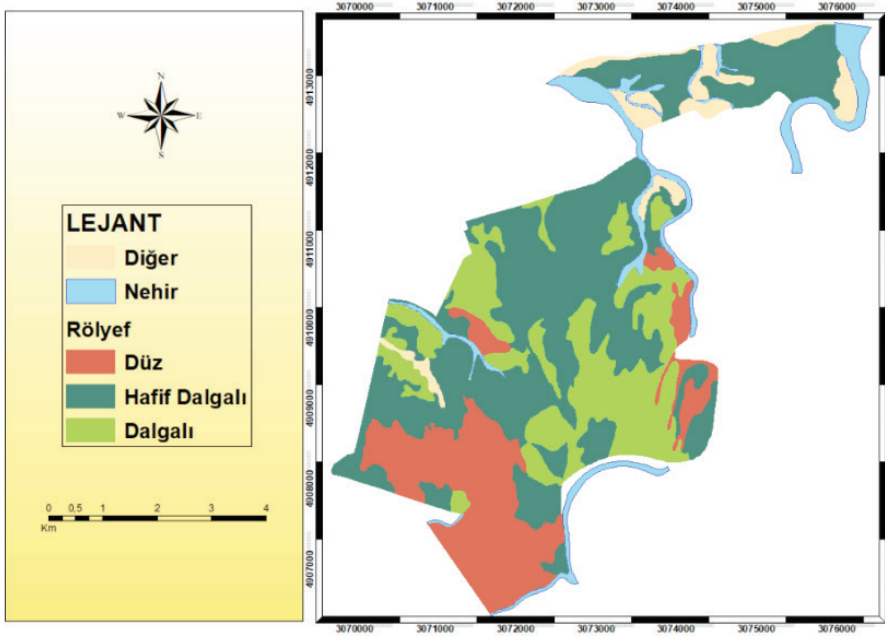 3070000 3071000 3072000 3073000 3074000 3075000 3076000
N
W E
S
LEJANT
Diğer
Nehir
Rölyef
Düz
Hafif Dalgalı
Dalgalı
0 0,5 1 2 3 4
Km
4913000
4912000
4911000
4910000
4909000
4908000
4907000
3070000 3071000 3072000 3073000 3074000 3075000 3076000